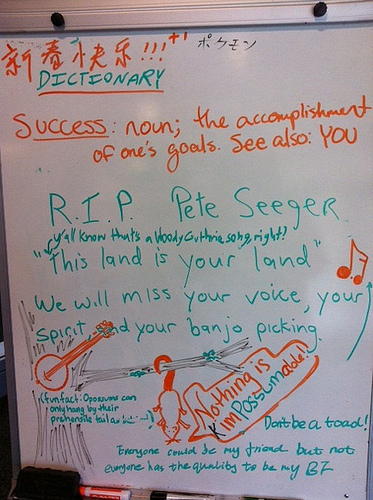 新春快乐!!! +1
ポケモン
DICTIONARY
Success: noun; the accomplishment
of one's goals. See also: YOU
R.I.P. Pete Seeger
y'all know that's a Woody Guthrie song, right?
"This land is your land"
We will miss your voice, your
spirit and your banjo picking.
(fun fact: Opossums can
only hang by their
prehensile tail as
Nothing is
imPossumable!!
Don't be a toad!
Everyone could be my friend but not
everyone has the quality to be my BF